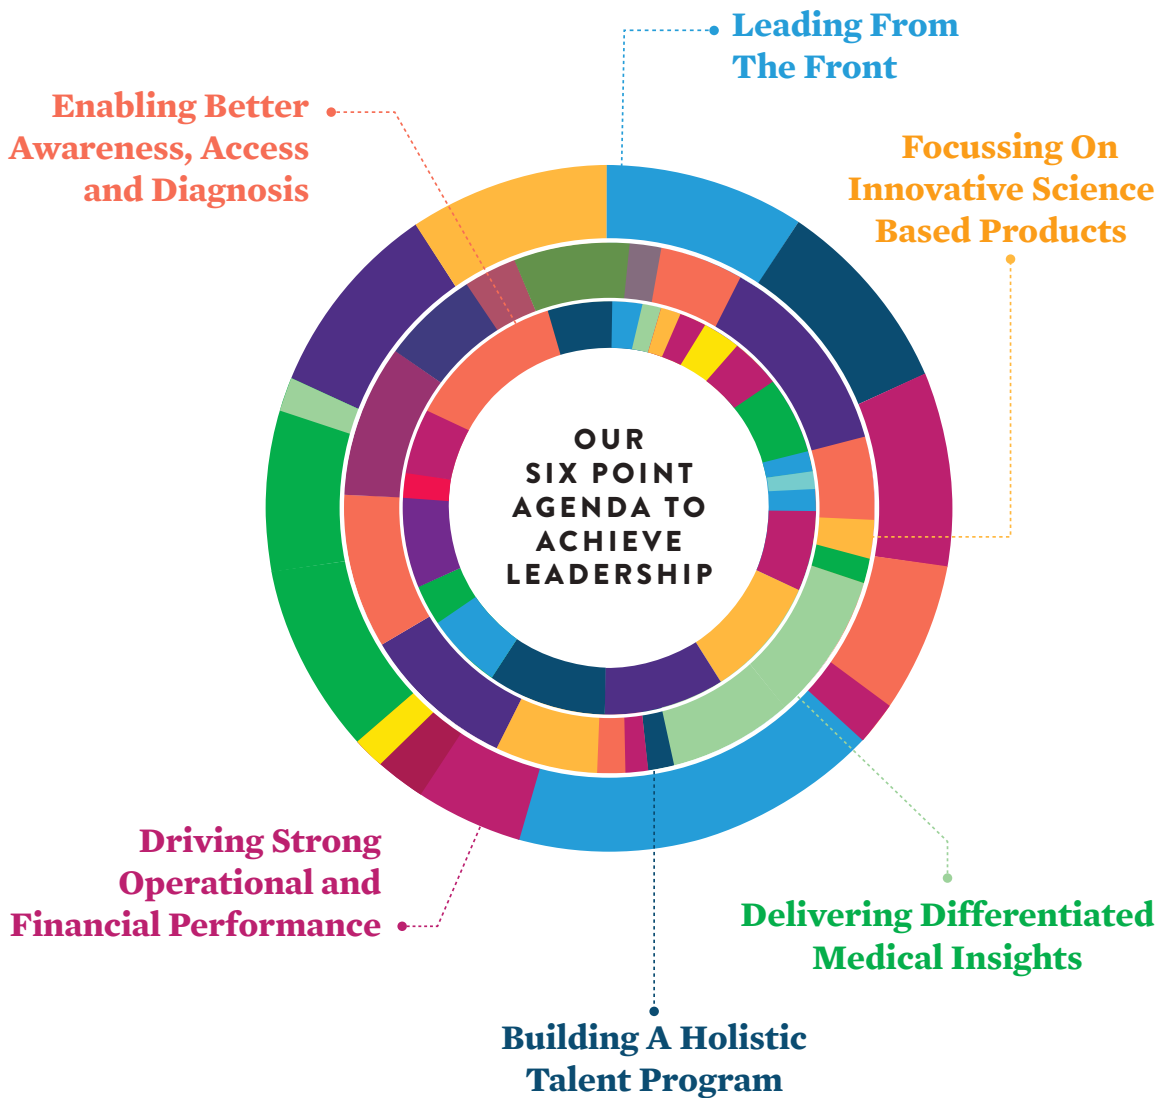 Leading From
The Front
Enabling Better
Awareness, Access
and Diagnosis
Focussing On
Innovative Science
Based Products
OUR
SIX POINT
AGENDA TO
ACHIEVE
LEADERSHIP
Driving Strong
Operational and
Financial Performance
Delivering Differentiated
Medical Insights
Building A Holistic
Talent Program